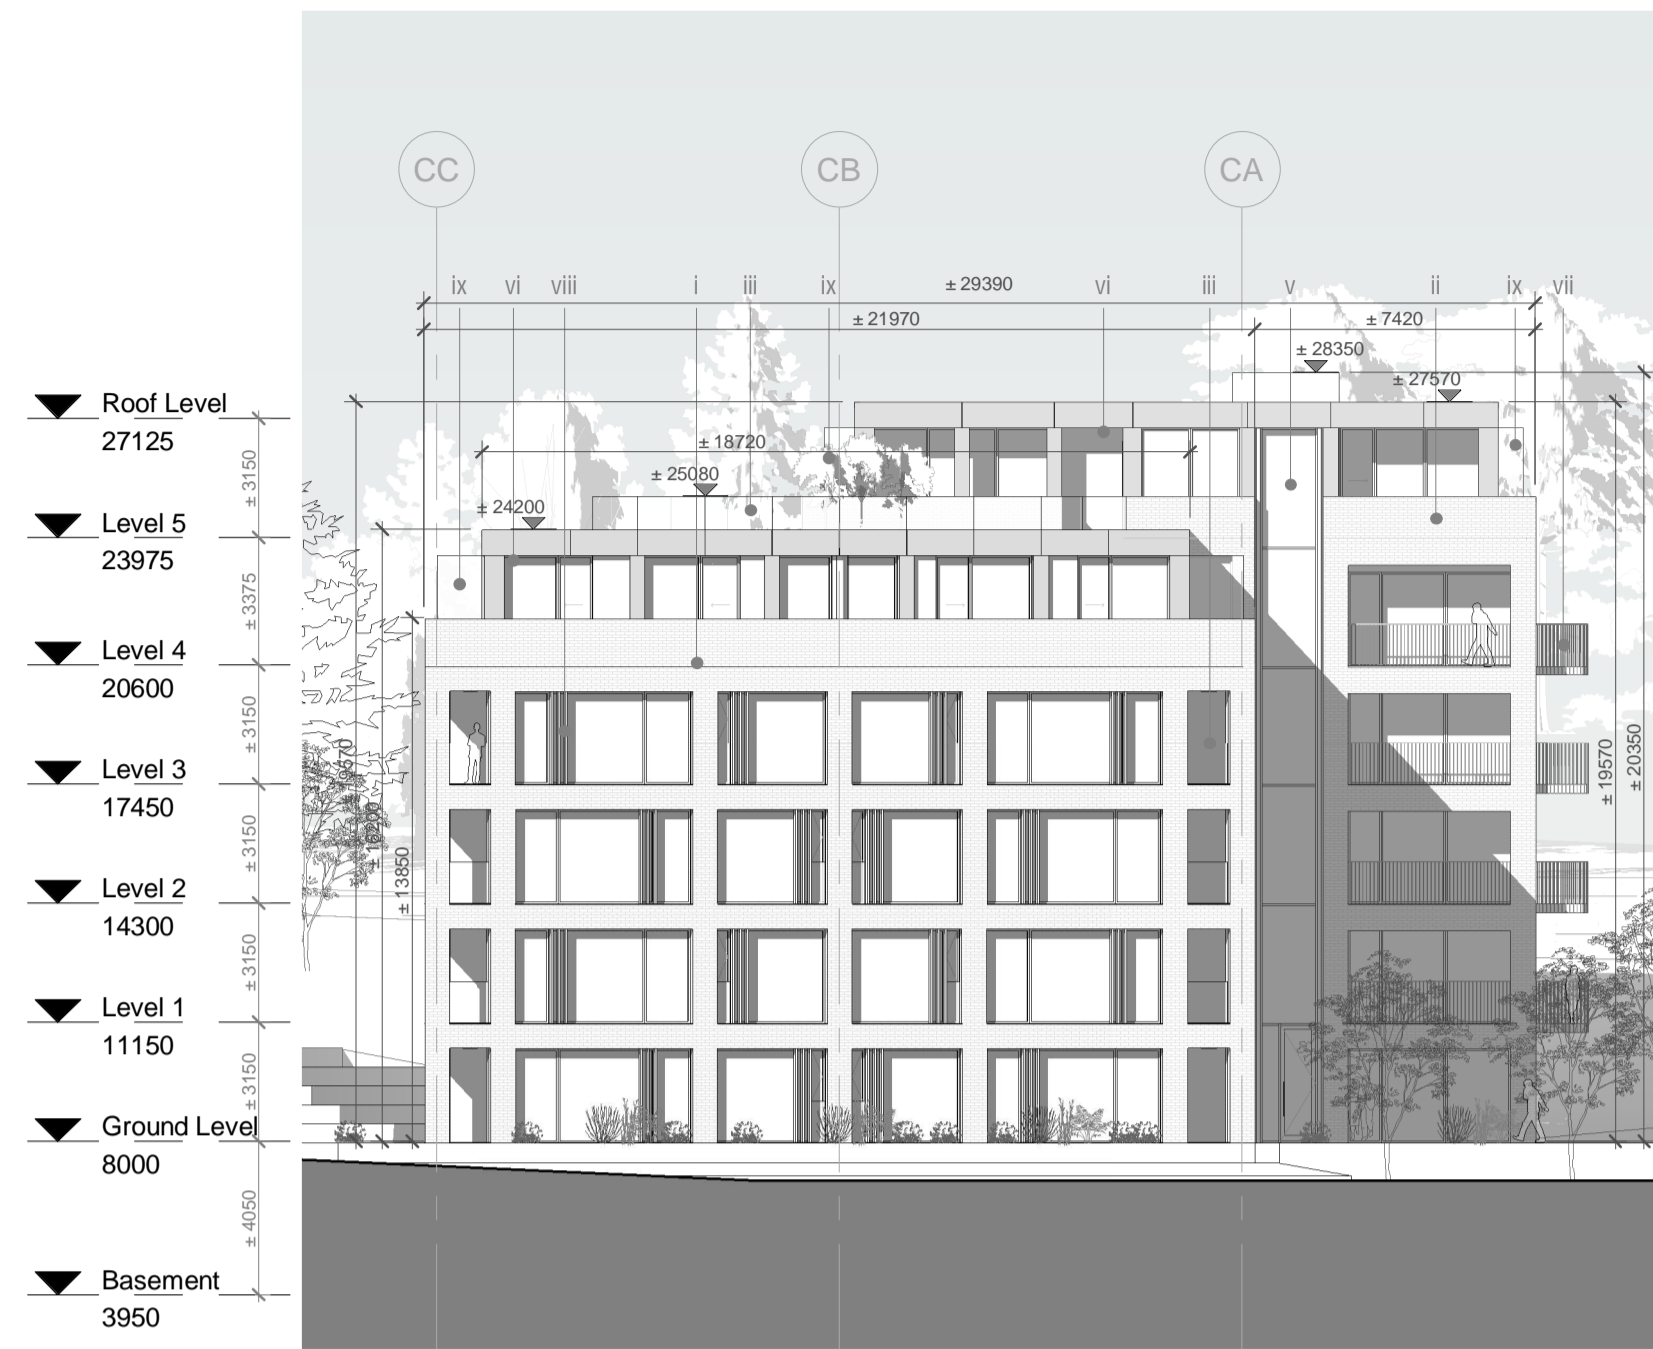 CC
CB
CA
ix
vi
viii
i
iii
ix
± 29390
vi
iii
v
ii
ix
vii
± 21970
± 7420
± 28350
± 27570
± 18720
± 25080
± 24200
Roof Level
27125
± 3150
Level 5
23975
± 3375
Level 4
20600
± 3150
Level 3
17450
± 3150
Level 2
14300
± 3150
Level 1
11150
± 3150
Ground Level
8000
± 4050
Basement
3950
± 16200
± 13850
± 19570
± 20350